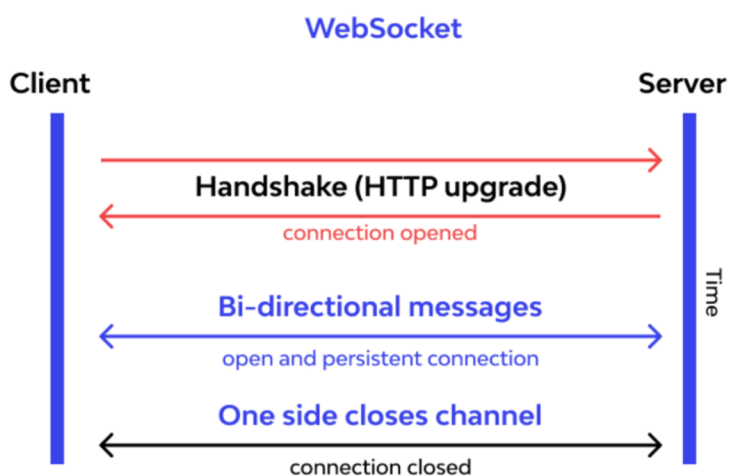 WebSocket
Client
Server
Handshake (HTTP upgrade)
connection opened
Time
Bi-directional messages
open and persistent connection
One side closes channel
connection closed